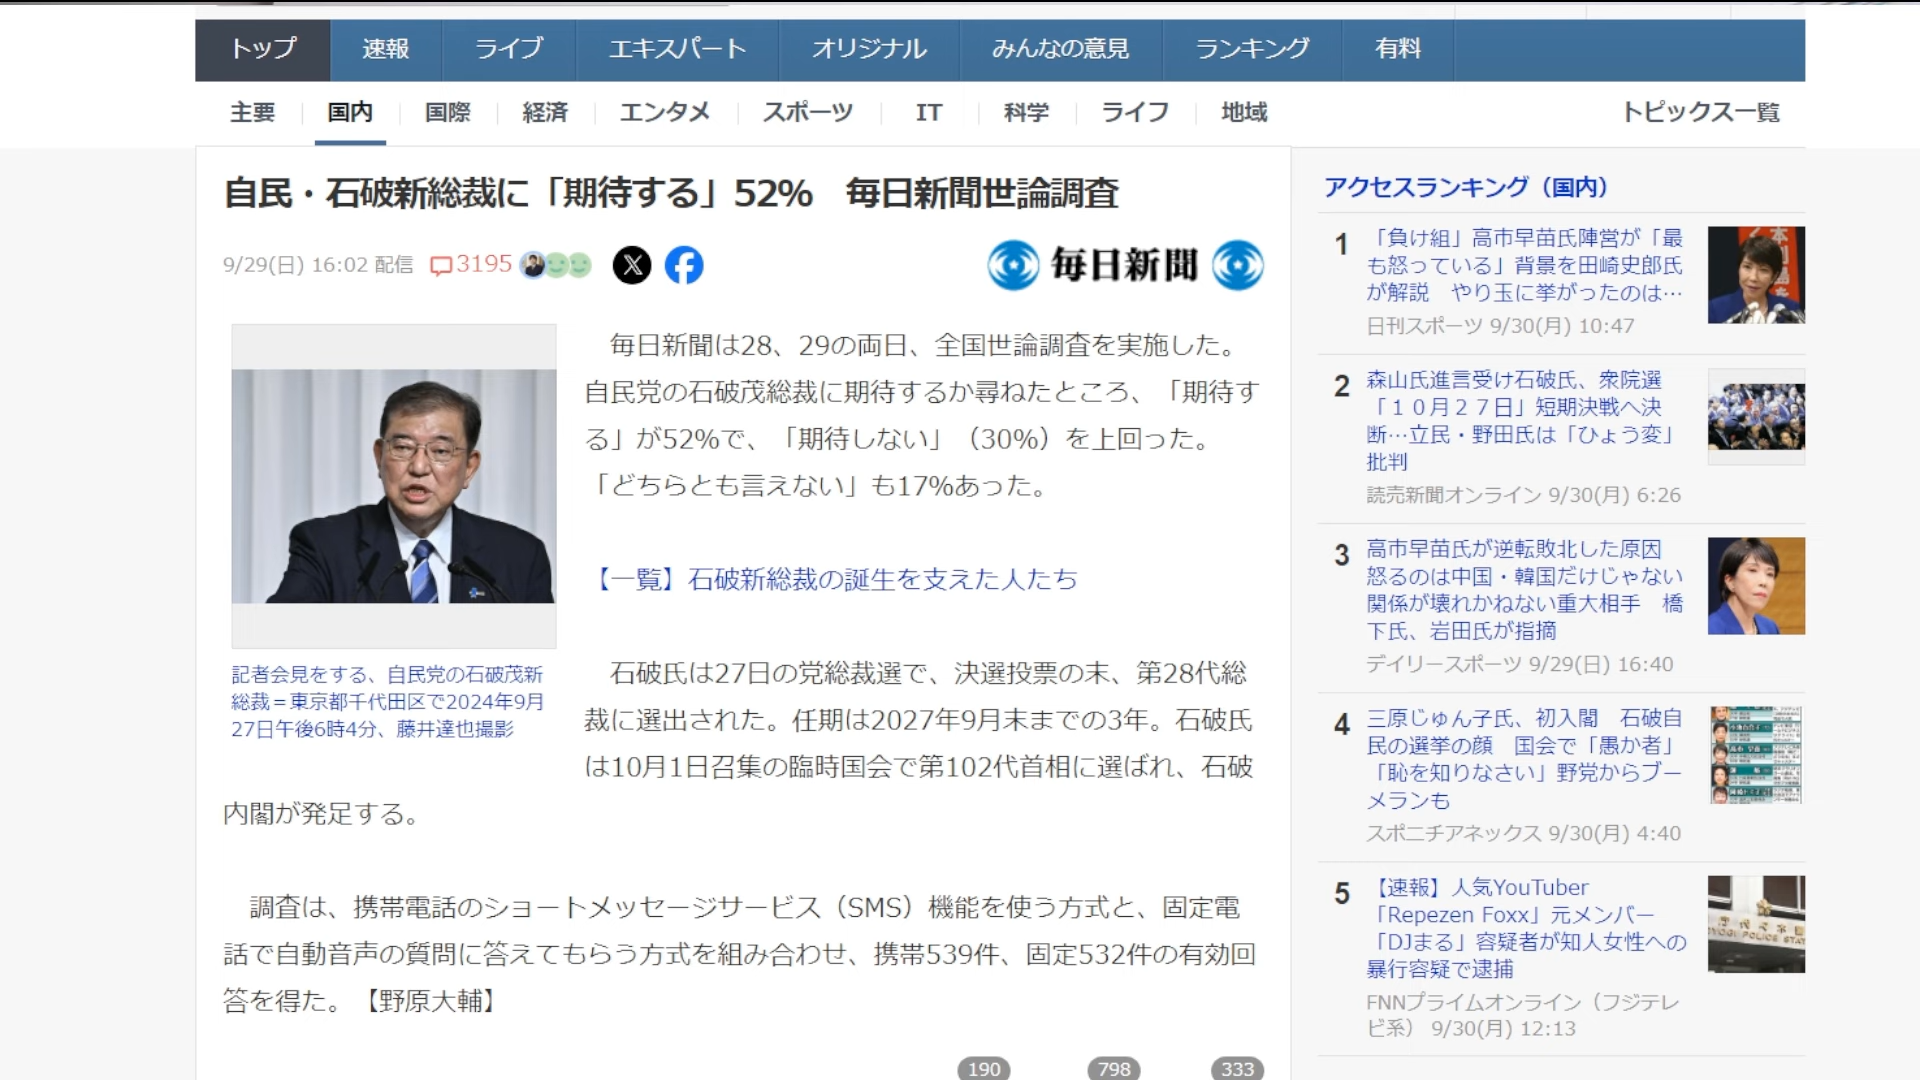 トップ 速報 ライブ エキスパート オリジナル みんなの意見 ランキング 有料
主要 国内 国際 経済 エンタメ スポーツ IT 科学 ライフ 地域 トピックス一覧
自民・石破新総裁に「期待する」52%　毎日新聞世論調査
9/29(日) 16:02 配信 3195
毎日新聞
記者会見をする、自民党の石破茂新
総裁＝東京都千代田区で2024年9月
27日午後6時4分、藤井達也撮影
毎日新聞は28、29の両日、全国世論調査を実施した。
自民党の石破茂総裁に期待するか尋ねたところ、「期待す
る」が52%で、「期待しない」（30%）を上回った。
「どちらとも言えない」も17%あった。
【一覧】石破新総裁の誕生を支えた人たち
石破氏は27日の党総裁選で、決選投票の末、第28代総
裁に選出された。任期は2027年9月末までの3年。石破氏
は10月1日召集の臨時国会で第102代首相に選ばれ、石破
内閣が発足する。
調査は、携帯電話のショートメッセージサービス（SMS）機能を使う方式と、固定電
話で自動音声の質問に答えてもらう方式を組み合わせ、携帯539件、固定532件の有効回
答を得た。【野原大輔】
190 798 333
アクセスランキング（国内）
1
「負け組」高市早苗氏陣営が「最
も怒っている」背景を田崎史郎氏
が解説　やり玉に挙がったのは…
日刊スポーツ 9/30(月) 10:47
2
森山氏進言受け石破氏、衆院選
「１０月２７日」短期決戦へ決
断…立民・野田氏は「ひょう変」
批判
読売新聞オンライン 9/30(月) 6:26
3
高市早苗氏が逆転敗北した原因
怒るのは中国・韓国だけじゃない
関係が壊れかねない重大相手　橋
下氏、岩田氏が指摘
デイリースポーツ 9/29(日) 16:40
4
三原じゅん子氏、初入閣　石破自
民の選挙の顔　国会で「愚か者」
「恥を知りなさい」野党からブー
メランも
スポニチアネックス 9/30(月) 4:40
5
【速報】人気YouTuber
「Repezen Foxx」元メンバー
「DJまる」容疑者が知人女性への
暴行容疑で逮捕
FNNプライムオンライン（フジテレ
ビ系） 9/30(月) 12:13